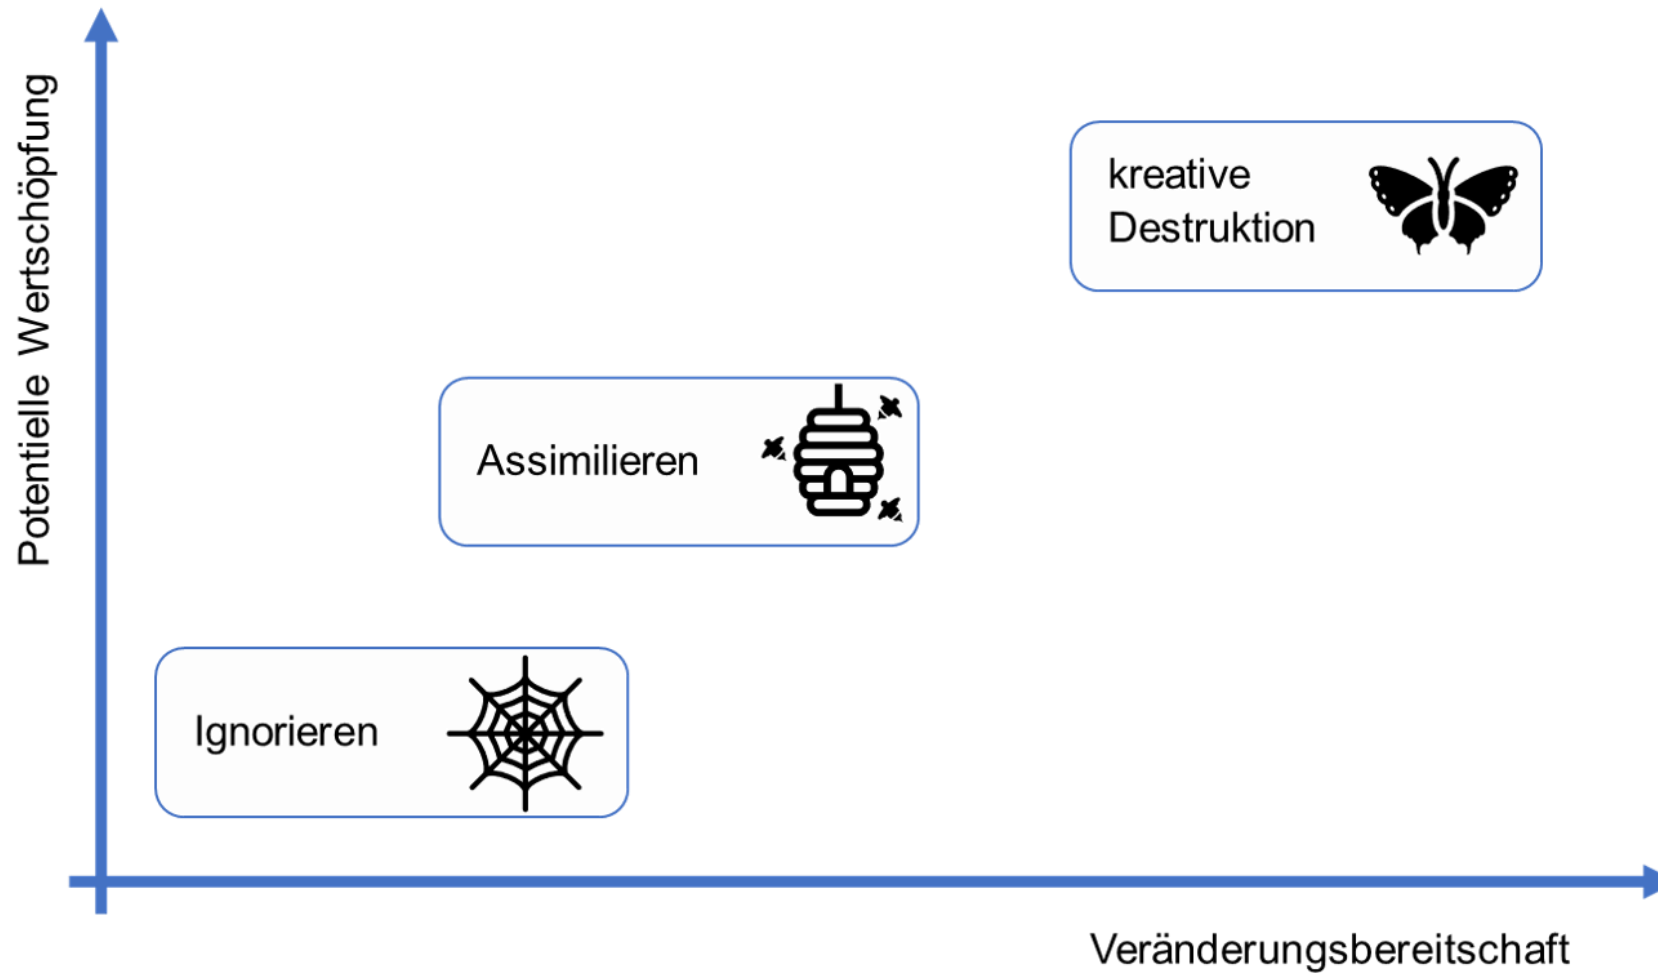 Potentielle Wertschöpfung
kreative
Destruktion
Assimilieren
Ignorieren
Veränderungsbereitschaft